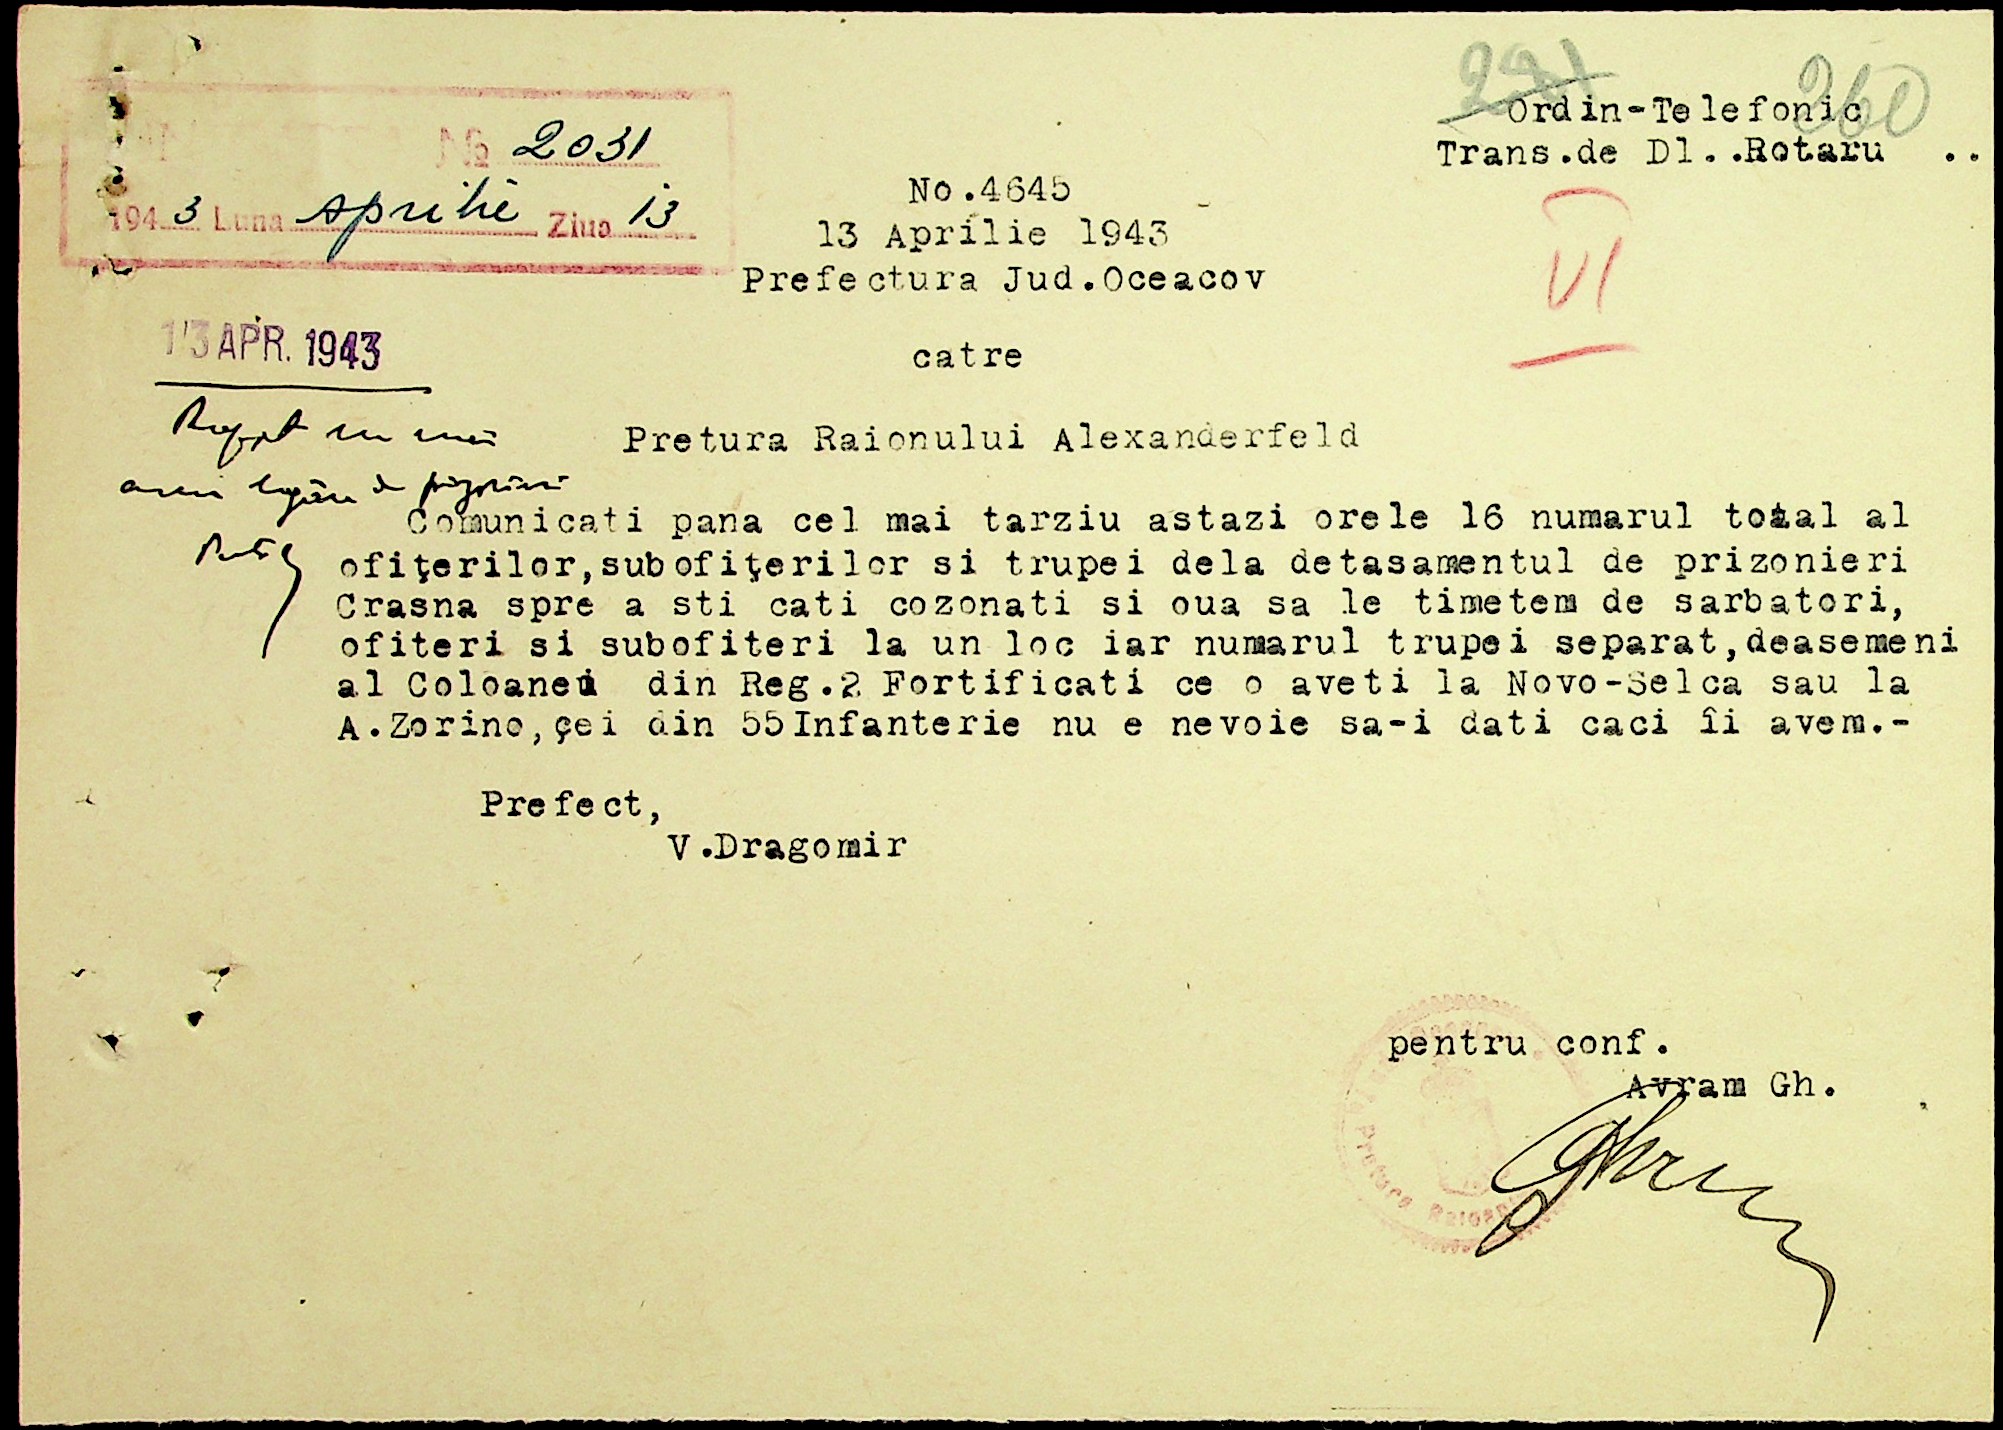 260
Ordin-Telefonic
Trans.de Dl..Rotaru ..
№ 2031
1943 Luna Aprilie Ziua 13
No.4645
13 Aprilie 1943
Prefectura Jud.Oceacov
VI
13 APR. 1943
catre
Pretura Raionului Alexanderfeld
Comunicati pana cel mai tarziu astazi orele 16 numarul total al
ofiţerilor,subofiţerilor si trupei dela detasamentul de prizonieri
Crasna spre a sti cati cozonati si oua sa le timetem de sarbatori,
ofiteri si subofiteri la un loc iar numarul trupei separat,deasemeni
al Coloanei din Reg.2 Fortificati ce o aveti la Novo-Selca sau la
A.Zorino,çei din 55Infanterie nu e nevoie sa-i dati caci îi avem.-
Prefect,
V.Dragomir
pentru conf.
Avram Gh.
Pretura